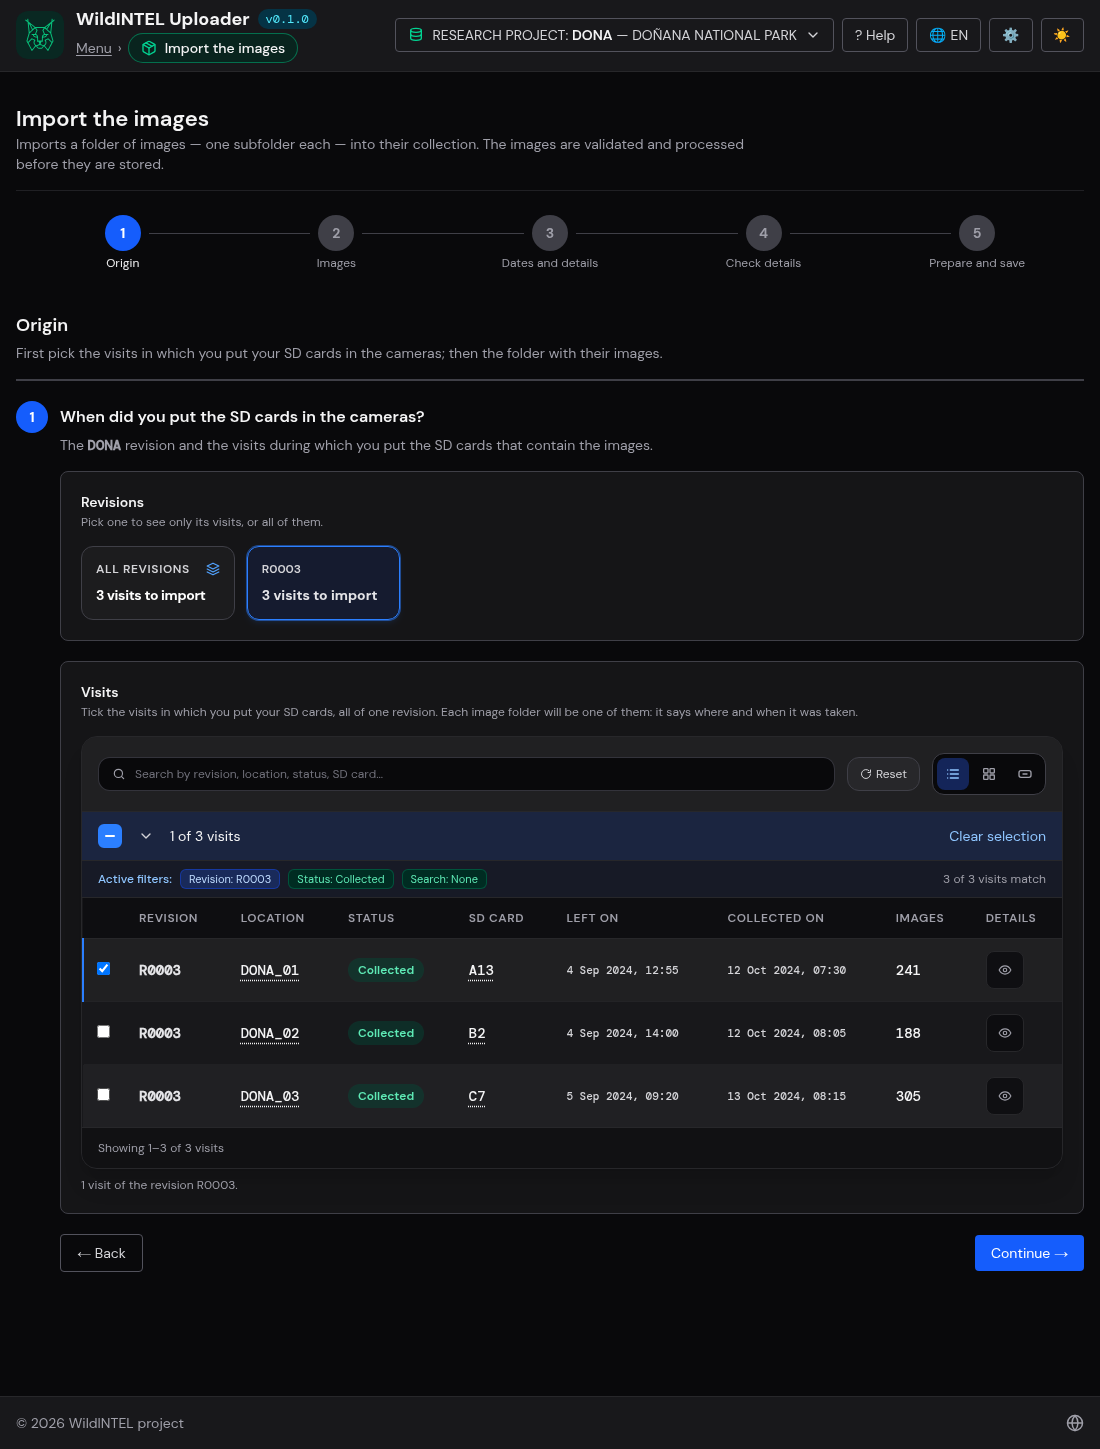 WildINTEL Uploader v0.1.0
Menu › Import the images
RESEARCH PROJECT: DONA — DOÑANA NATIONAL PARK
? Help
EN
Import the images
Imports a folder of images — one subfolder each — into their collection. The images are validated and processed
before they are stored.
1
2
3
4
5
Origin
Images
Dates and details
Check details
Prepare and save
Origin
First pick the visits in which you put your SD cards in the cameras; then the folder with their images.
1 When did you put the SD cards in the cameras?
The DONA revision and the visits during which you put the SD cards that contain the images.
Revisions
Pick one to see only its visits, or all of them.
ALL REVISIONS
3 visits to import
R0003
3 visits to import
Visits
Tick the visits in which you put your SD cards, all of one revision. Each image folder will be one of them: it says where and when it was taken.
Search by revision, location, status, SD card...
Reset
1 of 3 visits
Clear selection
Active filters: Revision: R0003 Status: Collected Search: None
3 of 3 visits match
REVISION LOCATION STATUS SD CARD LEFT ON COLLECTED ON IMAGES DETAILS
R0003 DONA_01 Collected A13 4 Sep 2024, 12:55 12 Oct 2024, 07:30 241
R0003 DONA_02 Collected B2 4 Sep 2024, 14:00 12 Oct 2024, 08:05 188
R0003 DONA_03 Collected C7 5 Sep 2024, 09:20 13 Oct 2024, 08:15 305
Showing 1–3 of 3 visits
1 visit of the revision R0003.
← Back
Continue →
© 2026 WildINTEL project